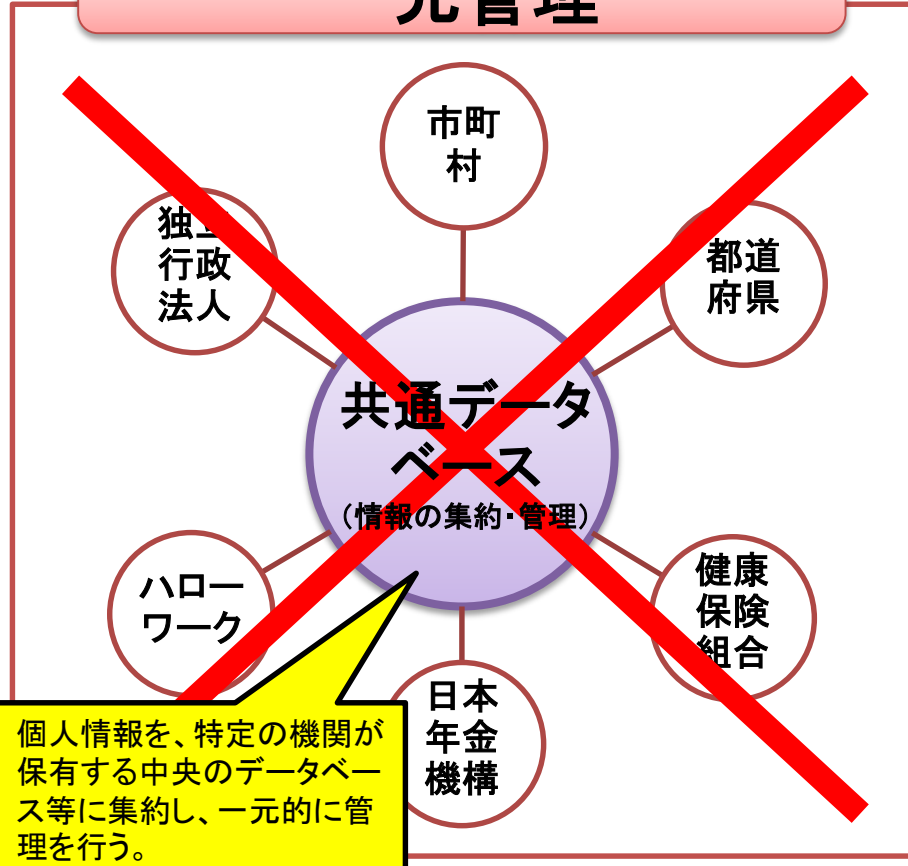 元管理
市町
村
独立
行政
法人
都道
府県
共通データ
ベース
（情報の集約・管理）
ハロー
ワーク
健康
保険
組合
日本
年金
機構
個人情報を、特定の機関が
保有する中央のデータベー
ス等に集約し、一元的に管
理を行う。